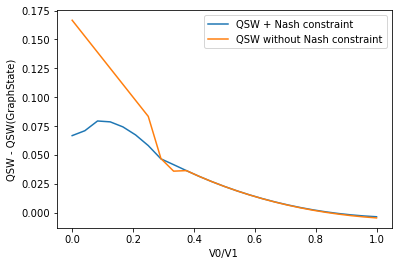 QSW + Nash constraint
QSW without Nash constraint
QSW - QSW(GraphState)
0.175
0.150
0.125
0.100
0.075
0.050
0.025
0.000
0.0 0.2 0.4 0.6 0.8 1.0
V0/V1